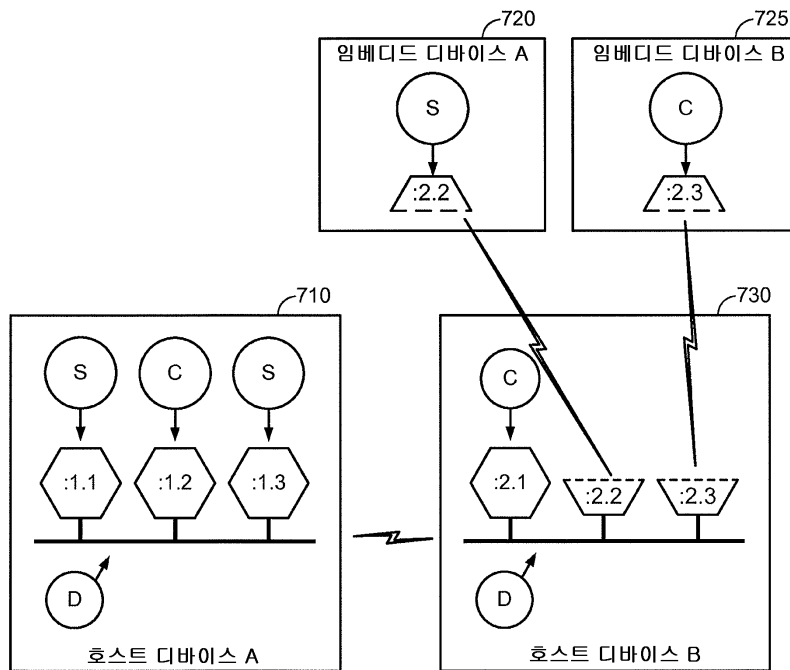 720
임베디드 디바이스 A
S
:2.2
725
임베디드 디바이스 B
C
:2.3
710
S C S
:1.1 :1.2 :1.3
D
호스트 디바이스 A
730
C
:2.1 :2.2 :2.3
D
호스트 디바이스 B